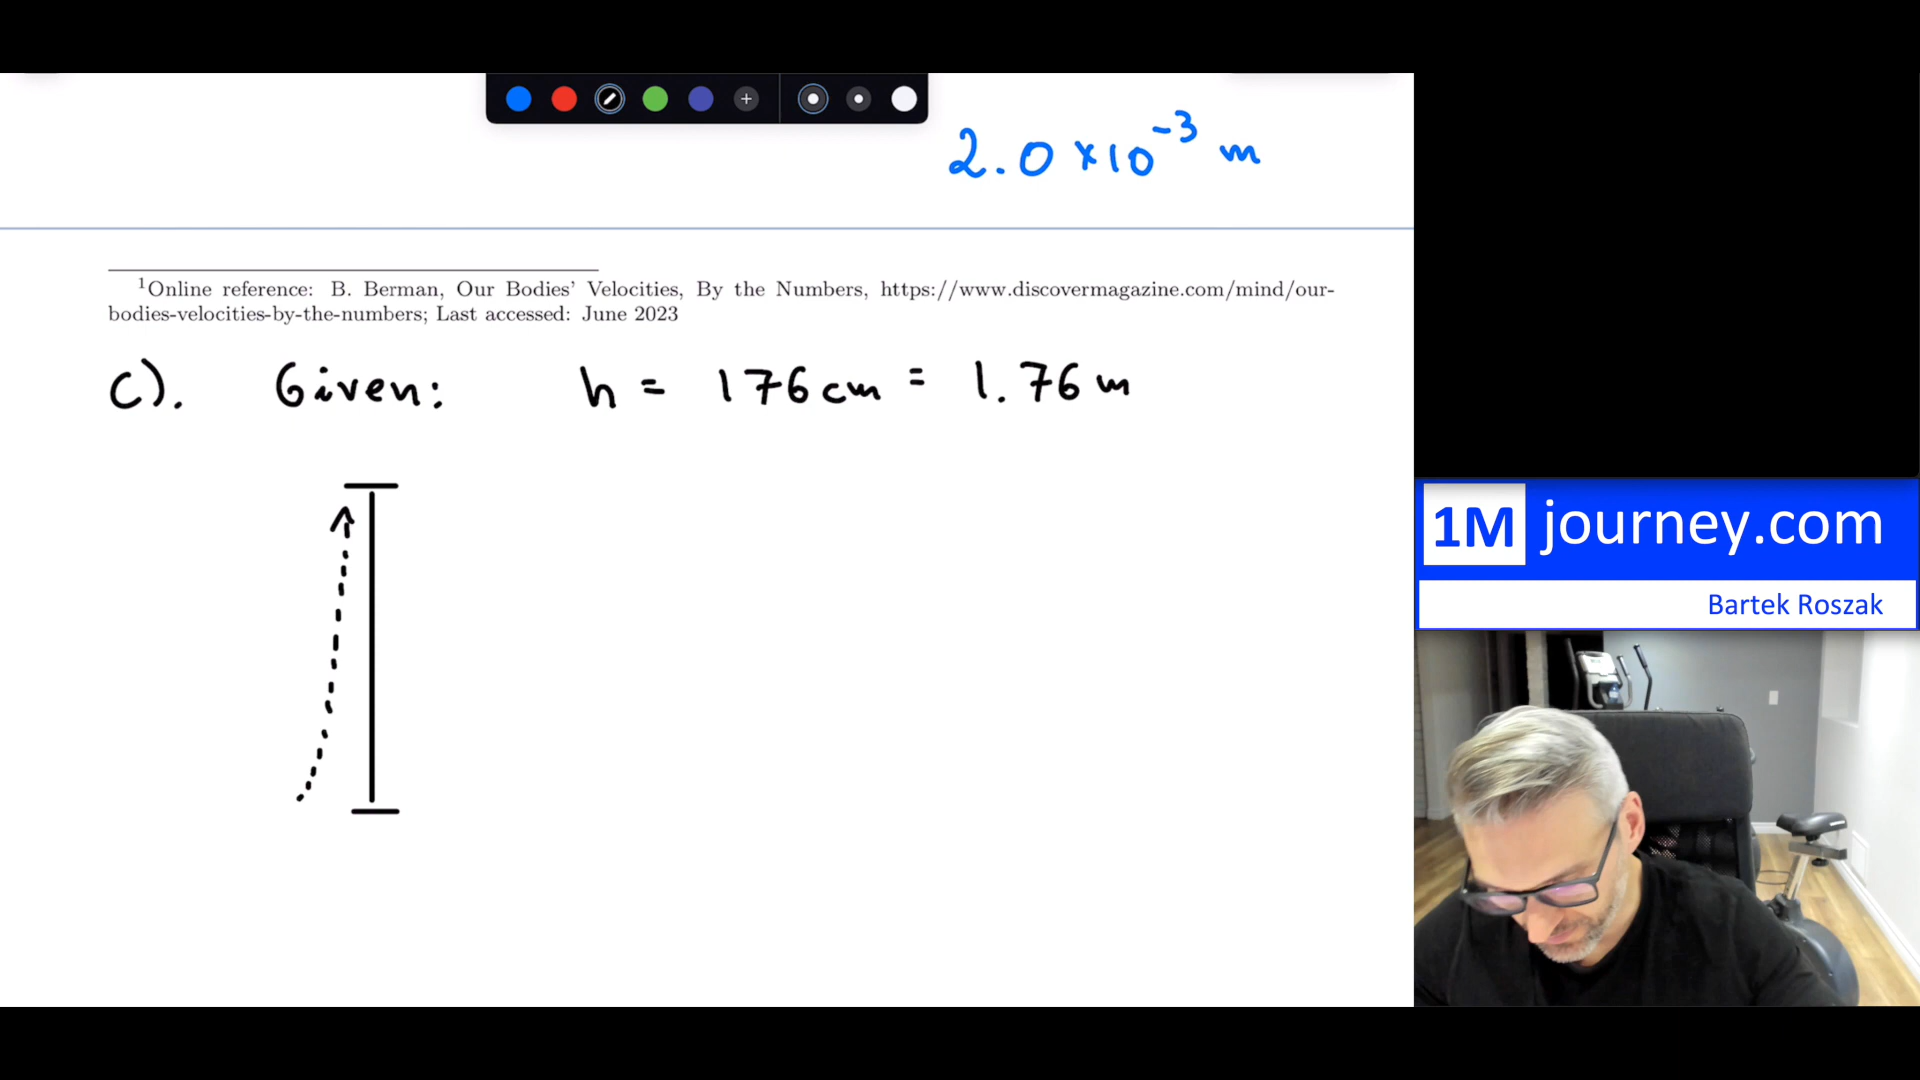 2.0 ×10⁻³ m
¹Online reference: B. Berman, Our Bodies' Velocities, By the Numbers, https://www.discovermagazine.com/mind/our-
bodies-velocities-by-the-numbers; Last accessed: June 2023
c). Given: h = 176 cm = 1.76 m
1M journey.com
Bartek Roszak